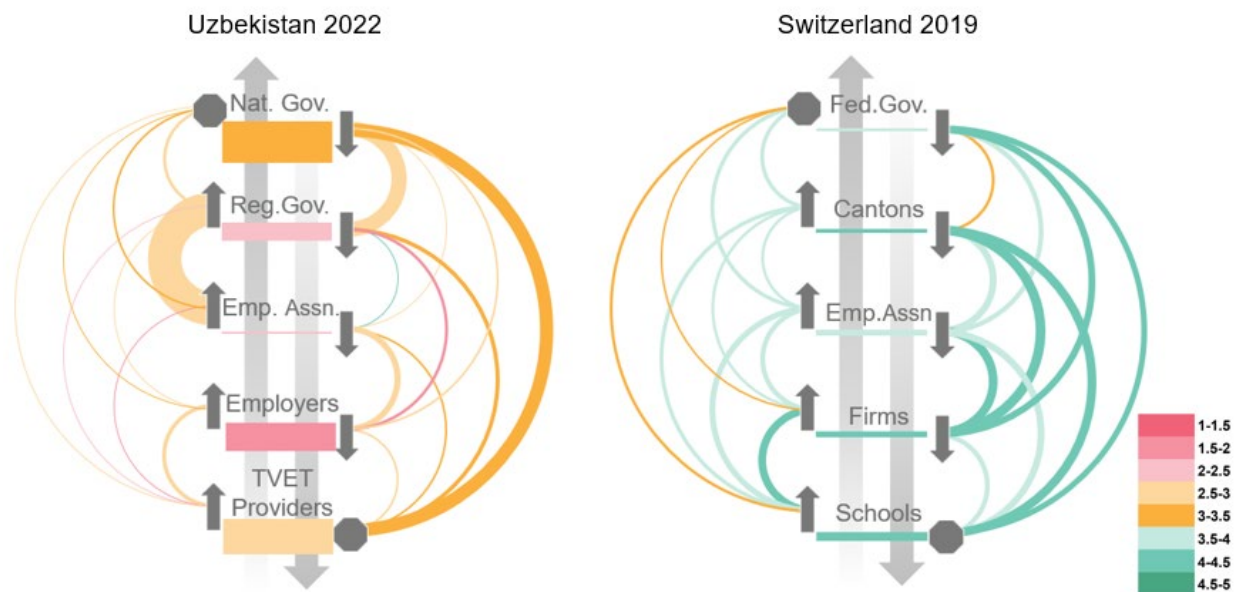 Uzbekistan 2022
Nat. Gov.
Reg.Gov.
Emp. Assn.
Employers
TVET
Providers
Switzerland 2019
Fed.Gov.
Cantons
Emp.Assn
Firms
Schools
1-1.5
1.5-2
2-2.5
2.5-3
3-3.5
3.5-4
4-4.5
4.5-5